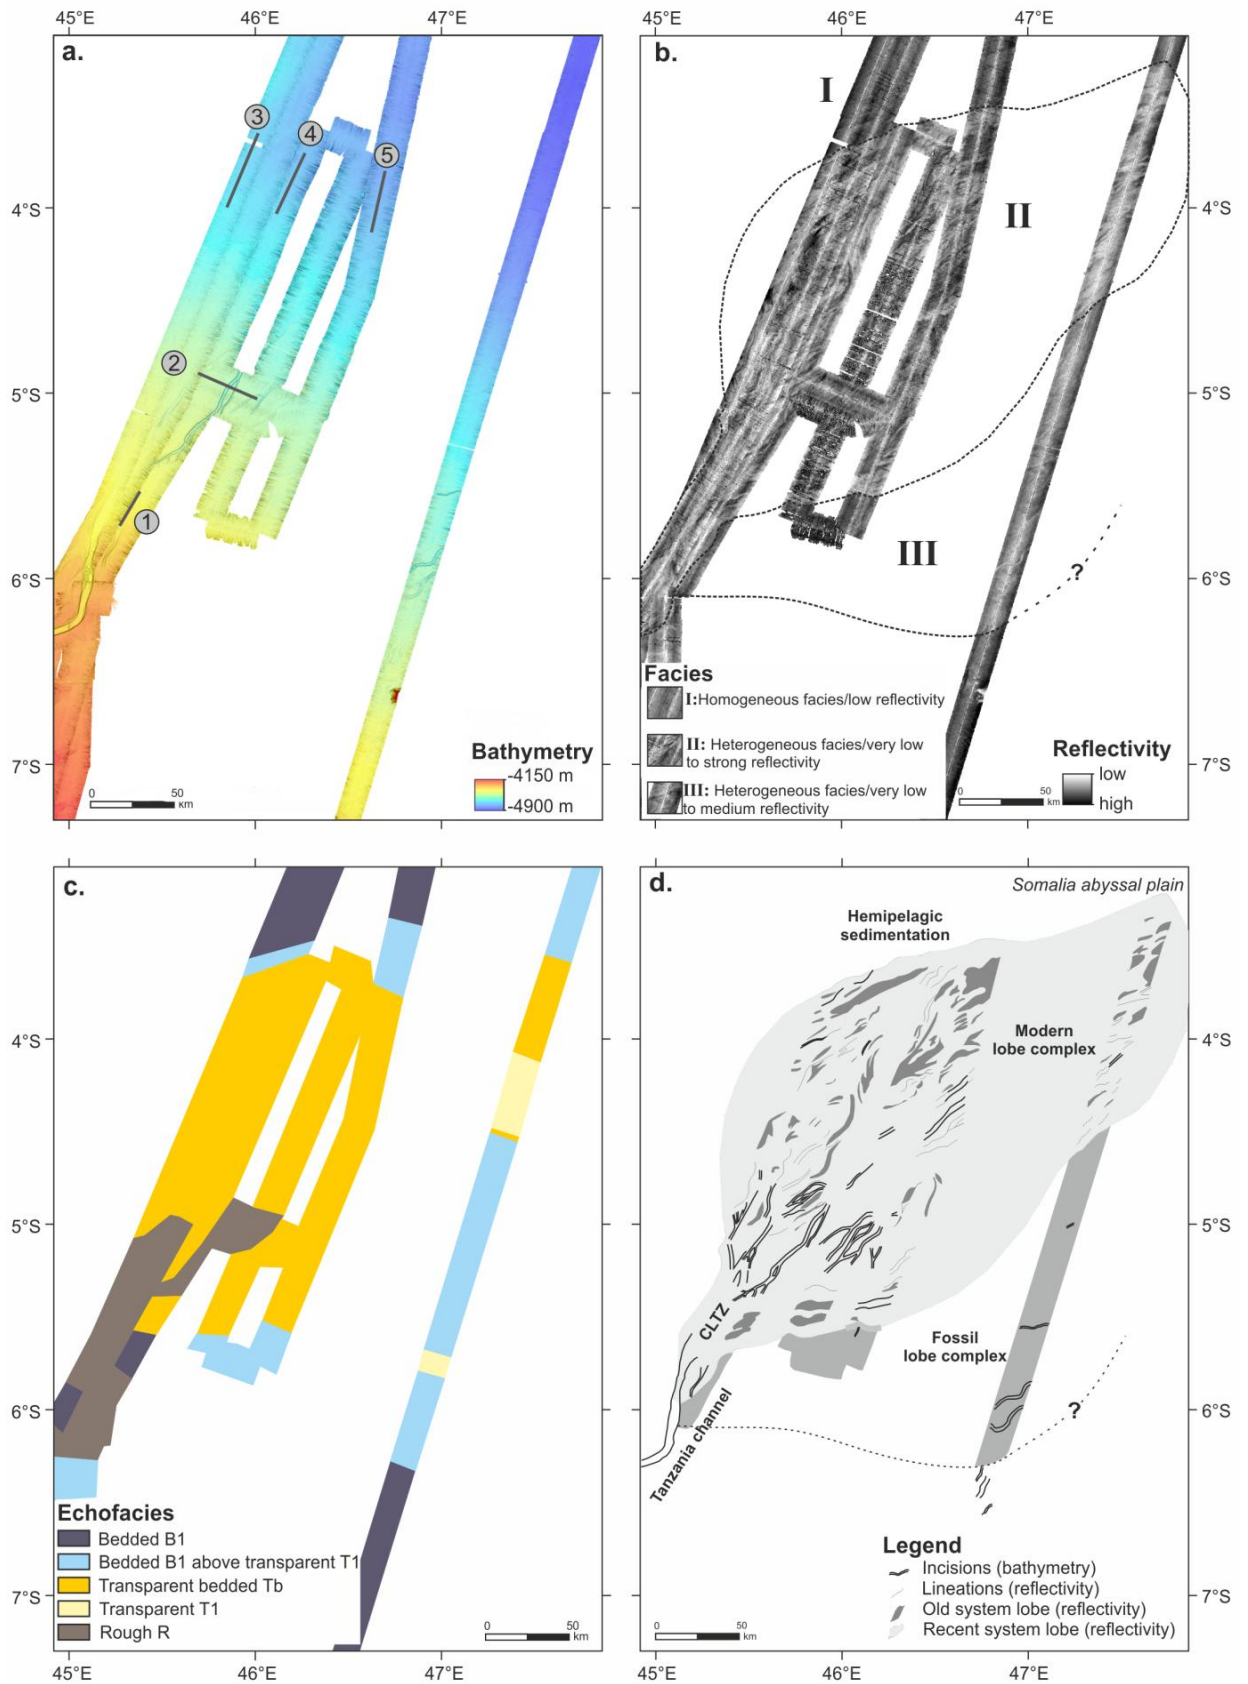 45°E 46°E 47°E 45°E 46°E 47°E
a. b.
I
3
4
5
4°S II 4°S
2
5°S 5°S
1
III
6°S ? 6°S
Facies
I:Homogeneous facies/low reflectivity
II: Heterogeneous facies/very low
to strong reflectivity
III: Heterogeneous facies/very low
to medium reflectivity
Bathymetry
-4150 m
-4900 m
Reflectivity
low
high
7°S 7°S
0 50
km
0 50
km
c. d.
Somalia abyssal plain
Hemipelagic
sedimentation
4°S Modern 4°S
lobe complex
5°S 5°S
CLTZ
Fossil
lobe complex
6°S ? 6°S
Tanzania channel
Echofacies
Bedded B1
Bedded B1 above transparent T1
Transparent bedded Tb
Transparent T1
Rough R
Legend
Incisions (bathymetry)
Lineations (reflectivity)
Old system lobe (reflectivity)
Recent system lobe (reflectivity)
7°S 7°S
0 50
km
0 50
km
45°E 46°E 47°E 45°E 46°E 47°E